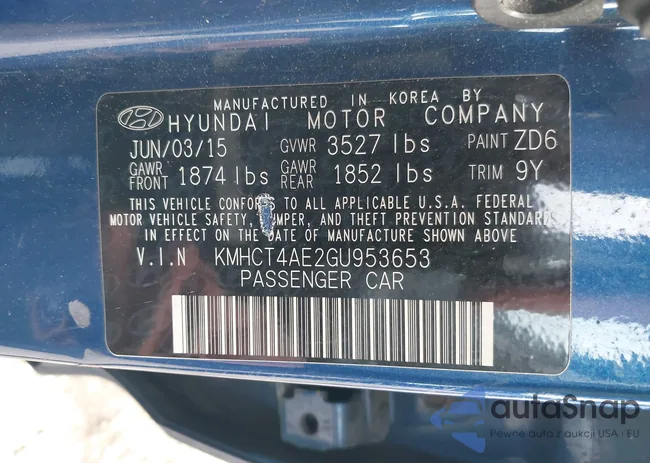 MANUFACTURED IN KOREA BY
HYUNDAI MOTOR COMPANY
JUN/03/15 GVWR 3527 lbs PAINT ZD6
GAWR FRONT 1874 lbs GAWR REAR 1852 lbs TRIM 9Y
THIS VEHICLE CONFORMS TO ALL APPLICABLE U.S.A. FEDERAL
MOTOR VEHICLE SAFETY, BUMPER, AND THEFT PREVENTION STANDARD
IN EFFECT ON THE DATE OF MANUFACTURE SHOWN ABOVE
V.I.N KMHCT4AE2GU953653
PASSENGER CAR
autoSnap
Pewne auta z aukcji USA i EU